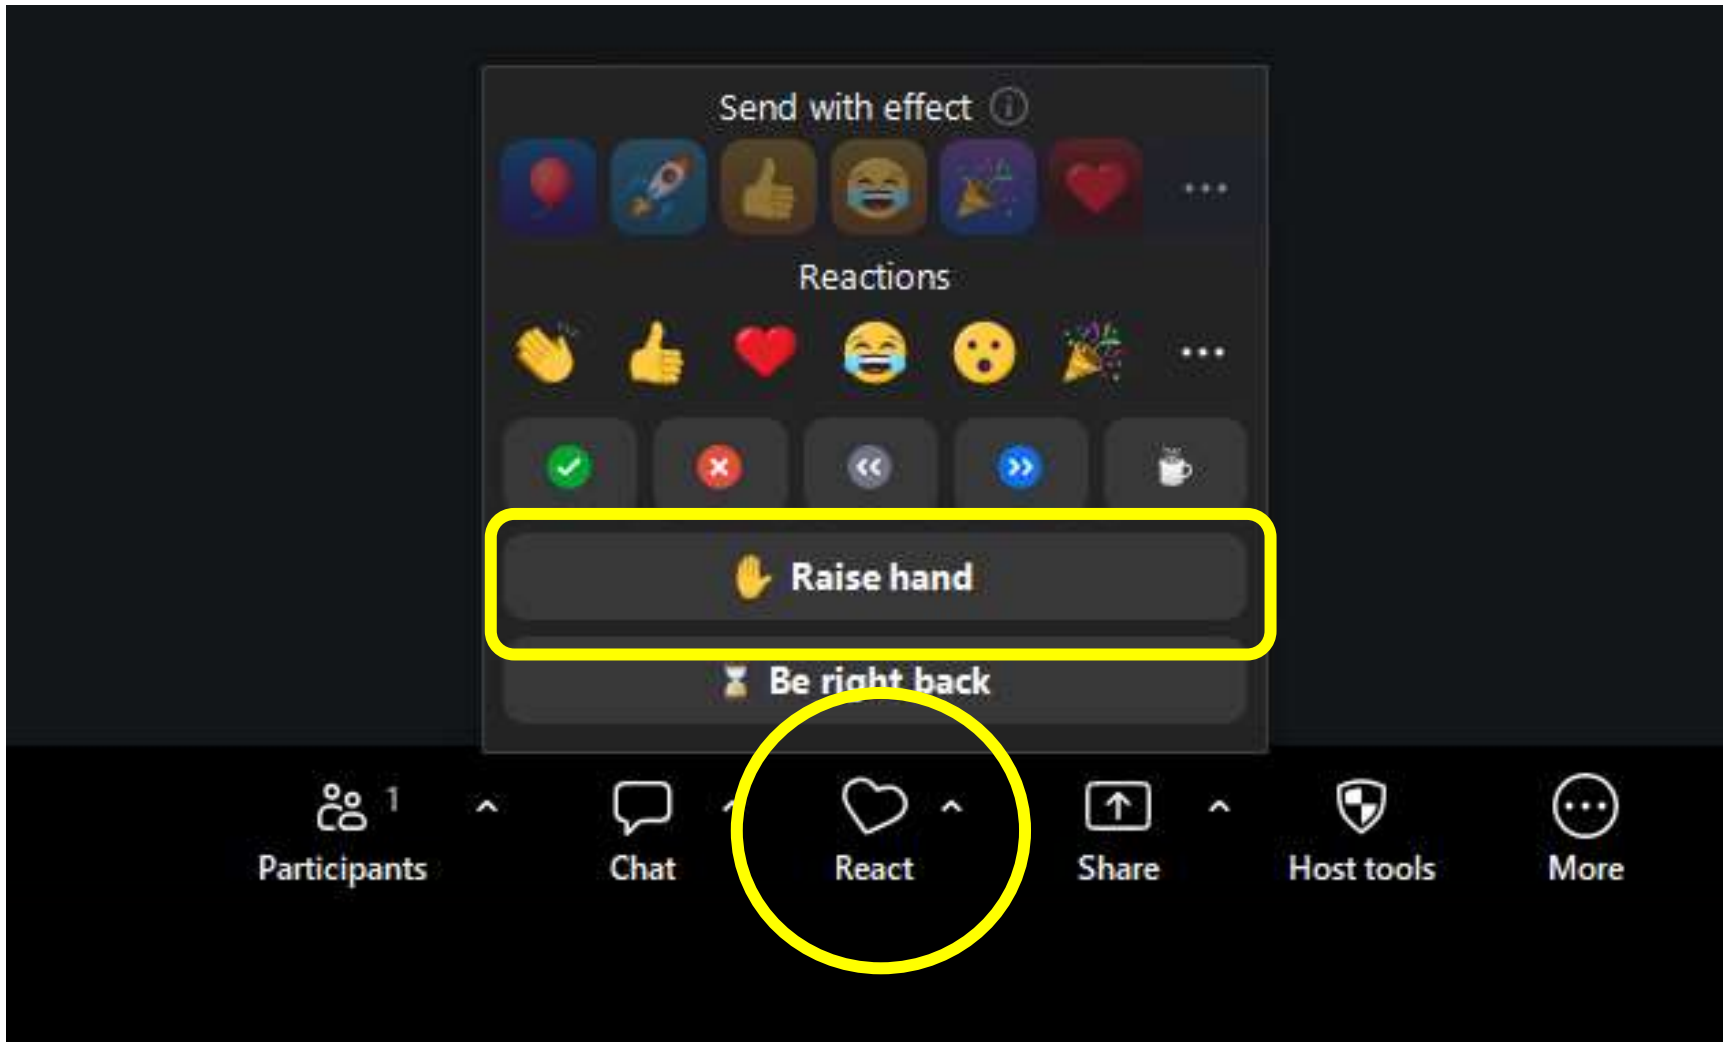 Send with effect
Reactions
Raise hand
Be right back
1
Participants
Chat
React
Share
Host tools
More